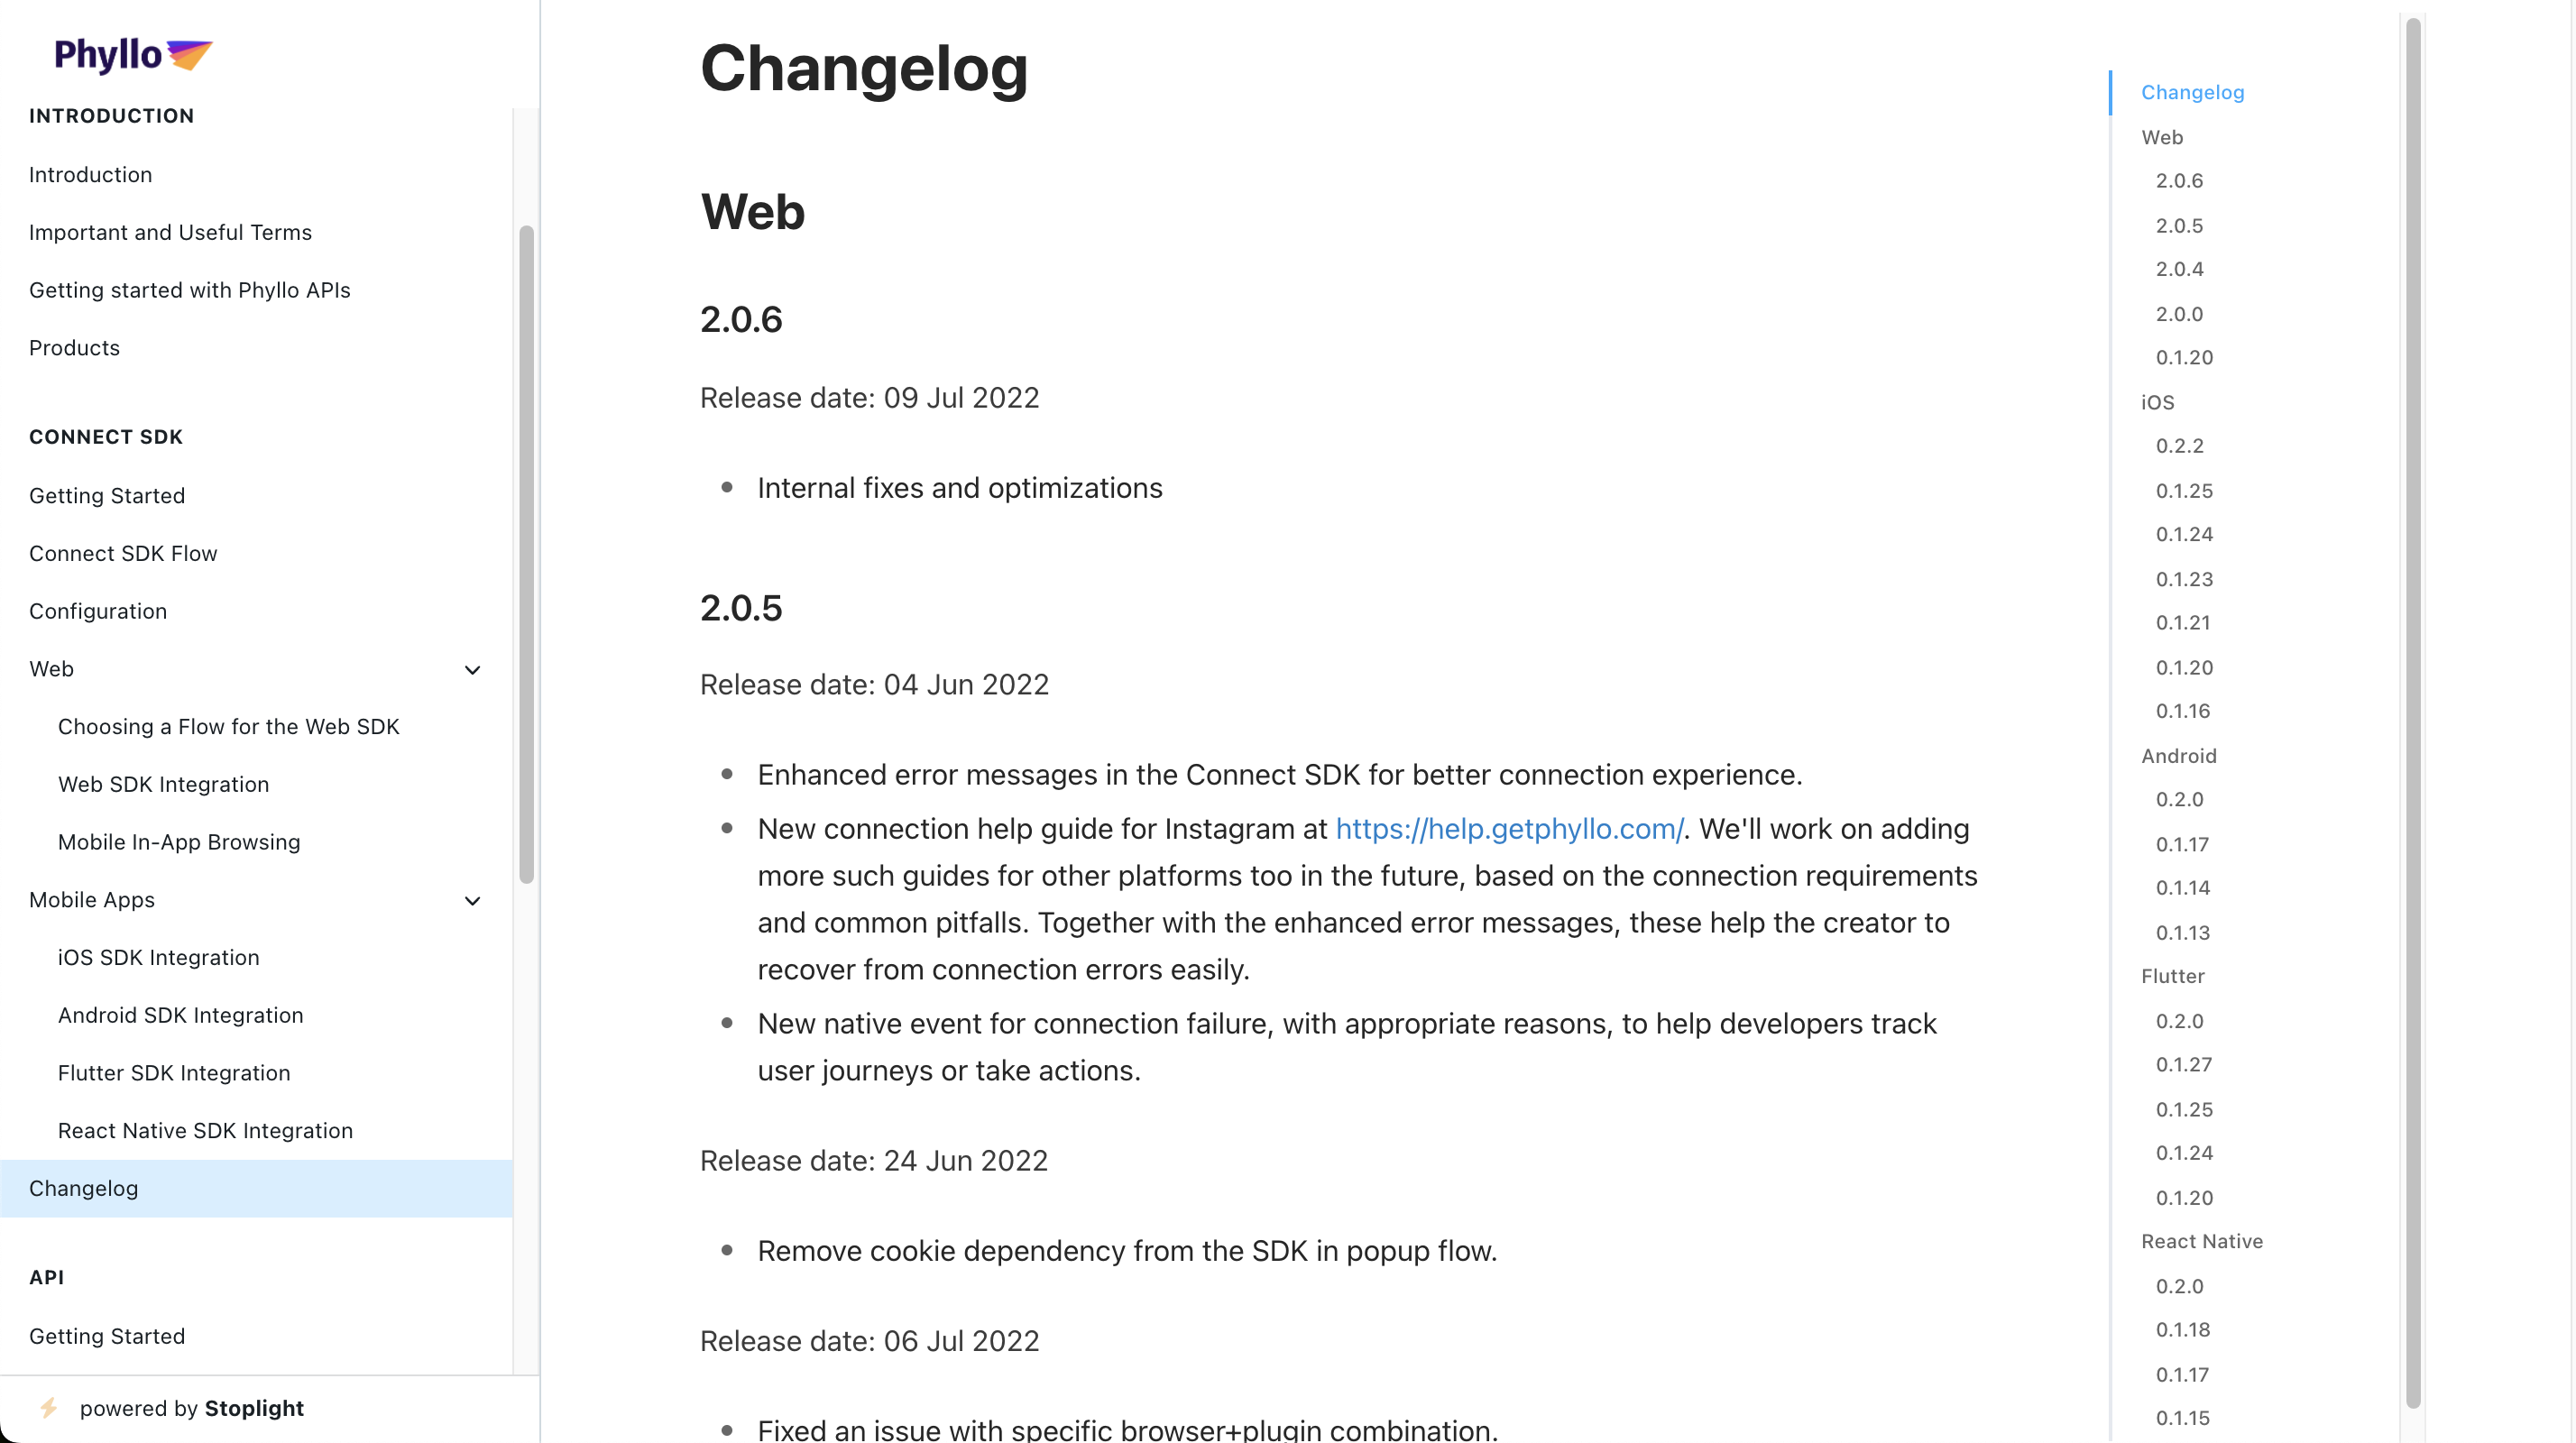 Phyllo
INTRODUCTION
Introduction
Important and Useful Terms
Getting started with Phyllo APIs
Products
CONNECT SDK
Getting Started
Connect SDK Flow
Configuration
Web
Choosing a Flow for the Web SDK
Web SDK Integration
Mobile In-App Browsing
Mobile Apps
iOS SDK Integration
Android SDK Integration
Flutter SDK Integration
React Native SDK Integration
Changelog
API
Getting Started
powered by Stoplight
Changelog
Web
2.0.6
Release date: 09 Jul 2022
Internal fixes and optimizations
2.0.5
Release date: 04 Jun 2022
Enhanced error messages in the Connect SDK for better connection experience.
New connection help guide for Instagram at https://help.getphyllo.com/. We'll work on adding
more such guides for other platforms too in the future, based on the connection requirements
and common pitfalls. Together with the enhanced error messages, these help the creator to
recover from connection errors easily.
New native event for connection failure, with appropriate reasons, to help developers track
user journeys or take actions.
Release date: 24 Jun 2022
Remove cookie dependency from the SDK in popup flow.
Release date: 06 Jul 2022
Fixed an issue with specific browser+plugin combination.
Changelog
Web
2.0.6
2.0.5
2.0.4
2.0.0
0.1.20
iOS
0.2.2
0.1.25
0.1.24
0.1.23
0.1.21
0.1.20
0.1.16
Android
0.2.0
0.1.17
0.1.14
0.1.13
Flutter
0.2.0
0.1.27
0.1.25
0.1.24
0.1.20
React Native
0.2.0
0.1.18
0.1.17
0.1.15